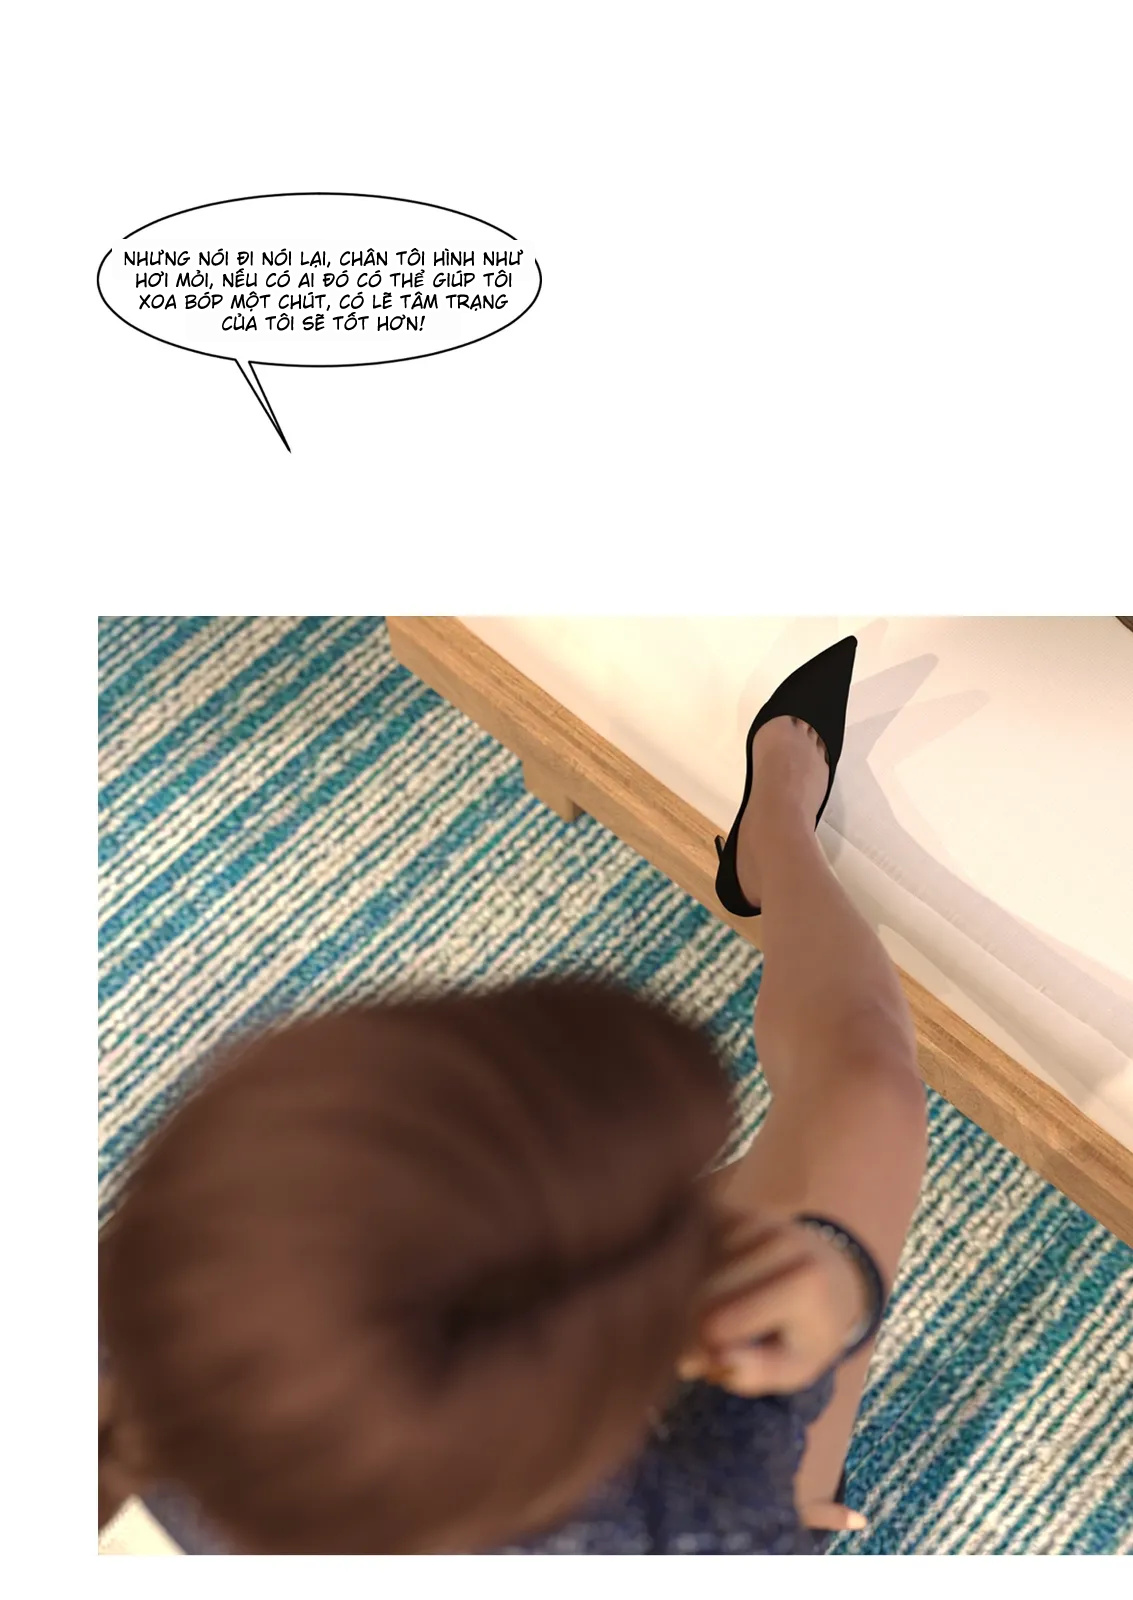 NHƯNG NÓI ĐI NÓI LẠI, CHÂN TÔI HÌNH NHƯ
HƠI MỎI, NẾU CÓ AI ĐÓ CÓ THỂ GIÚP TÔI
XOA BÓP MỘT CHÚT, CÓ LẼ TÂM TRẠNG
CỦA TÔI SẼ TỐT HƠN!